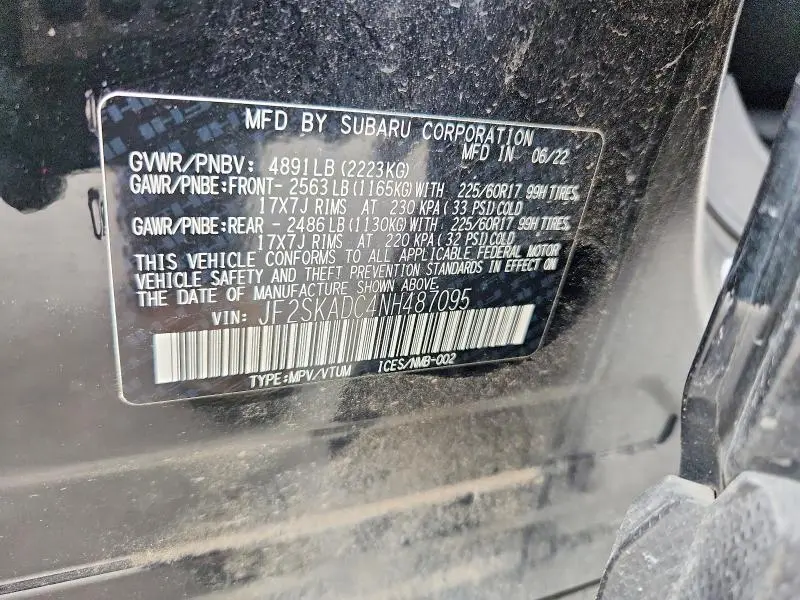 MFD BY SUBARU CORPORATION
MFD IN 06/22
GVWR/PNBV: 4891LB (2223KG)
GAWR/PNBE:FRONT- 2563 LB (1165KG) WITH 225/60R17 99H TIRES,
17X7J RIMS AT 230 KPA (33 PSI) COLD
GAWR/PNBE:REAR - 2486 LB (1130KG) WITH 225/60R17 99H TIRES,
17X7J RIMS AT 220 KPA (32 PSI) COLD
THIS VEHICLE CONFORMS TO ALL APPLICABLE FEDERAL MOTOR
VEHICLE SAFETY AND THEFT PREVENTION STANDARDS IN EFFECT ON
THE DATE OF MANUFACTURE SHOWN ABOVE.
VIN: JF2SKADC4NH487095
TYPE:MPV/VTUM ICES/NMB-002